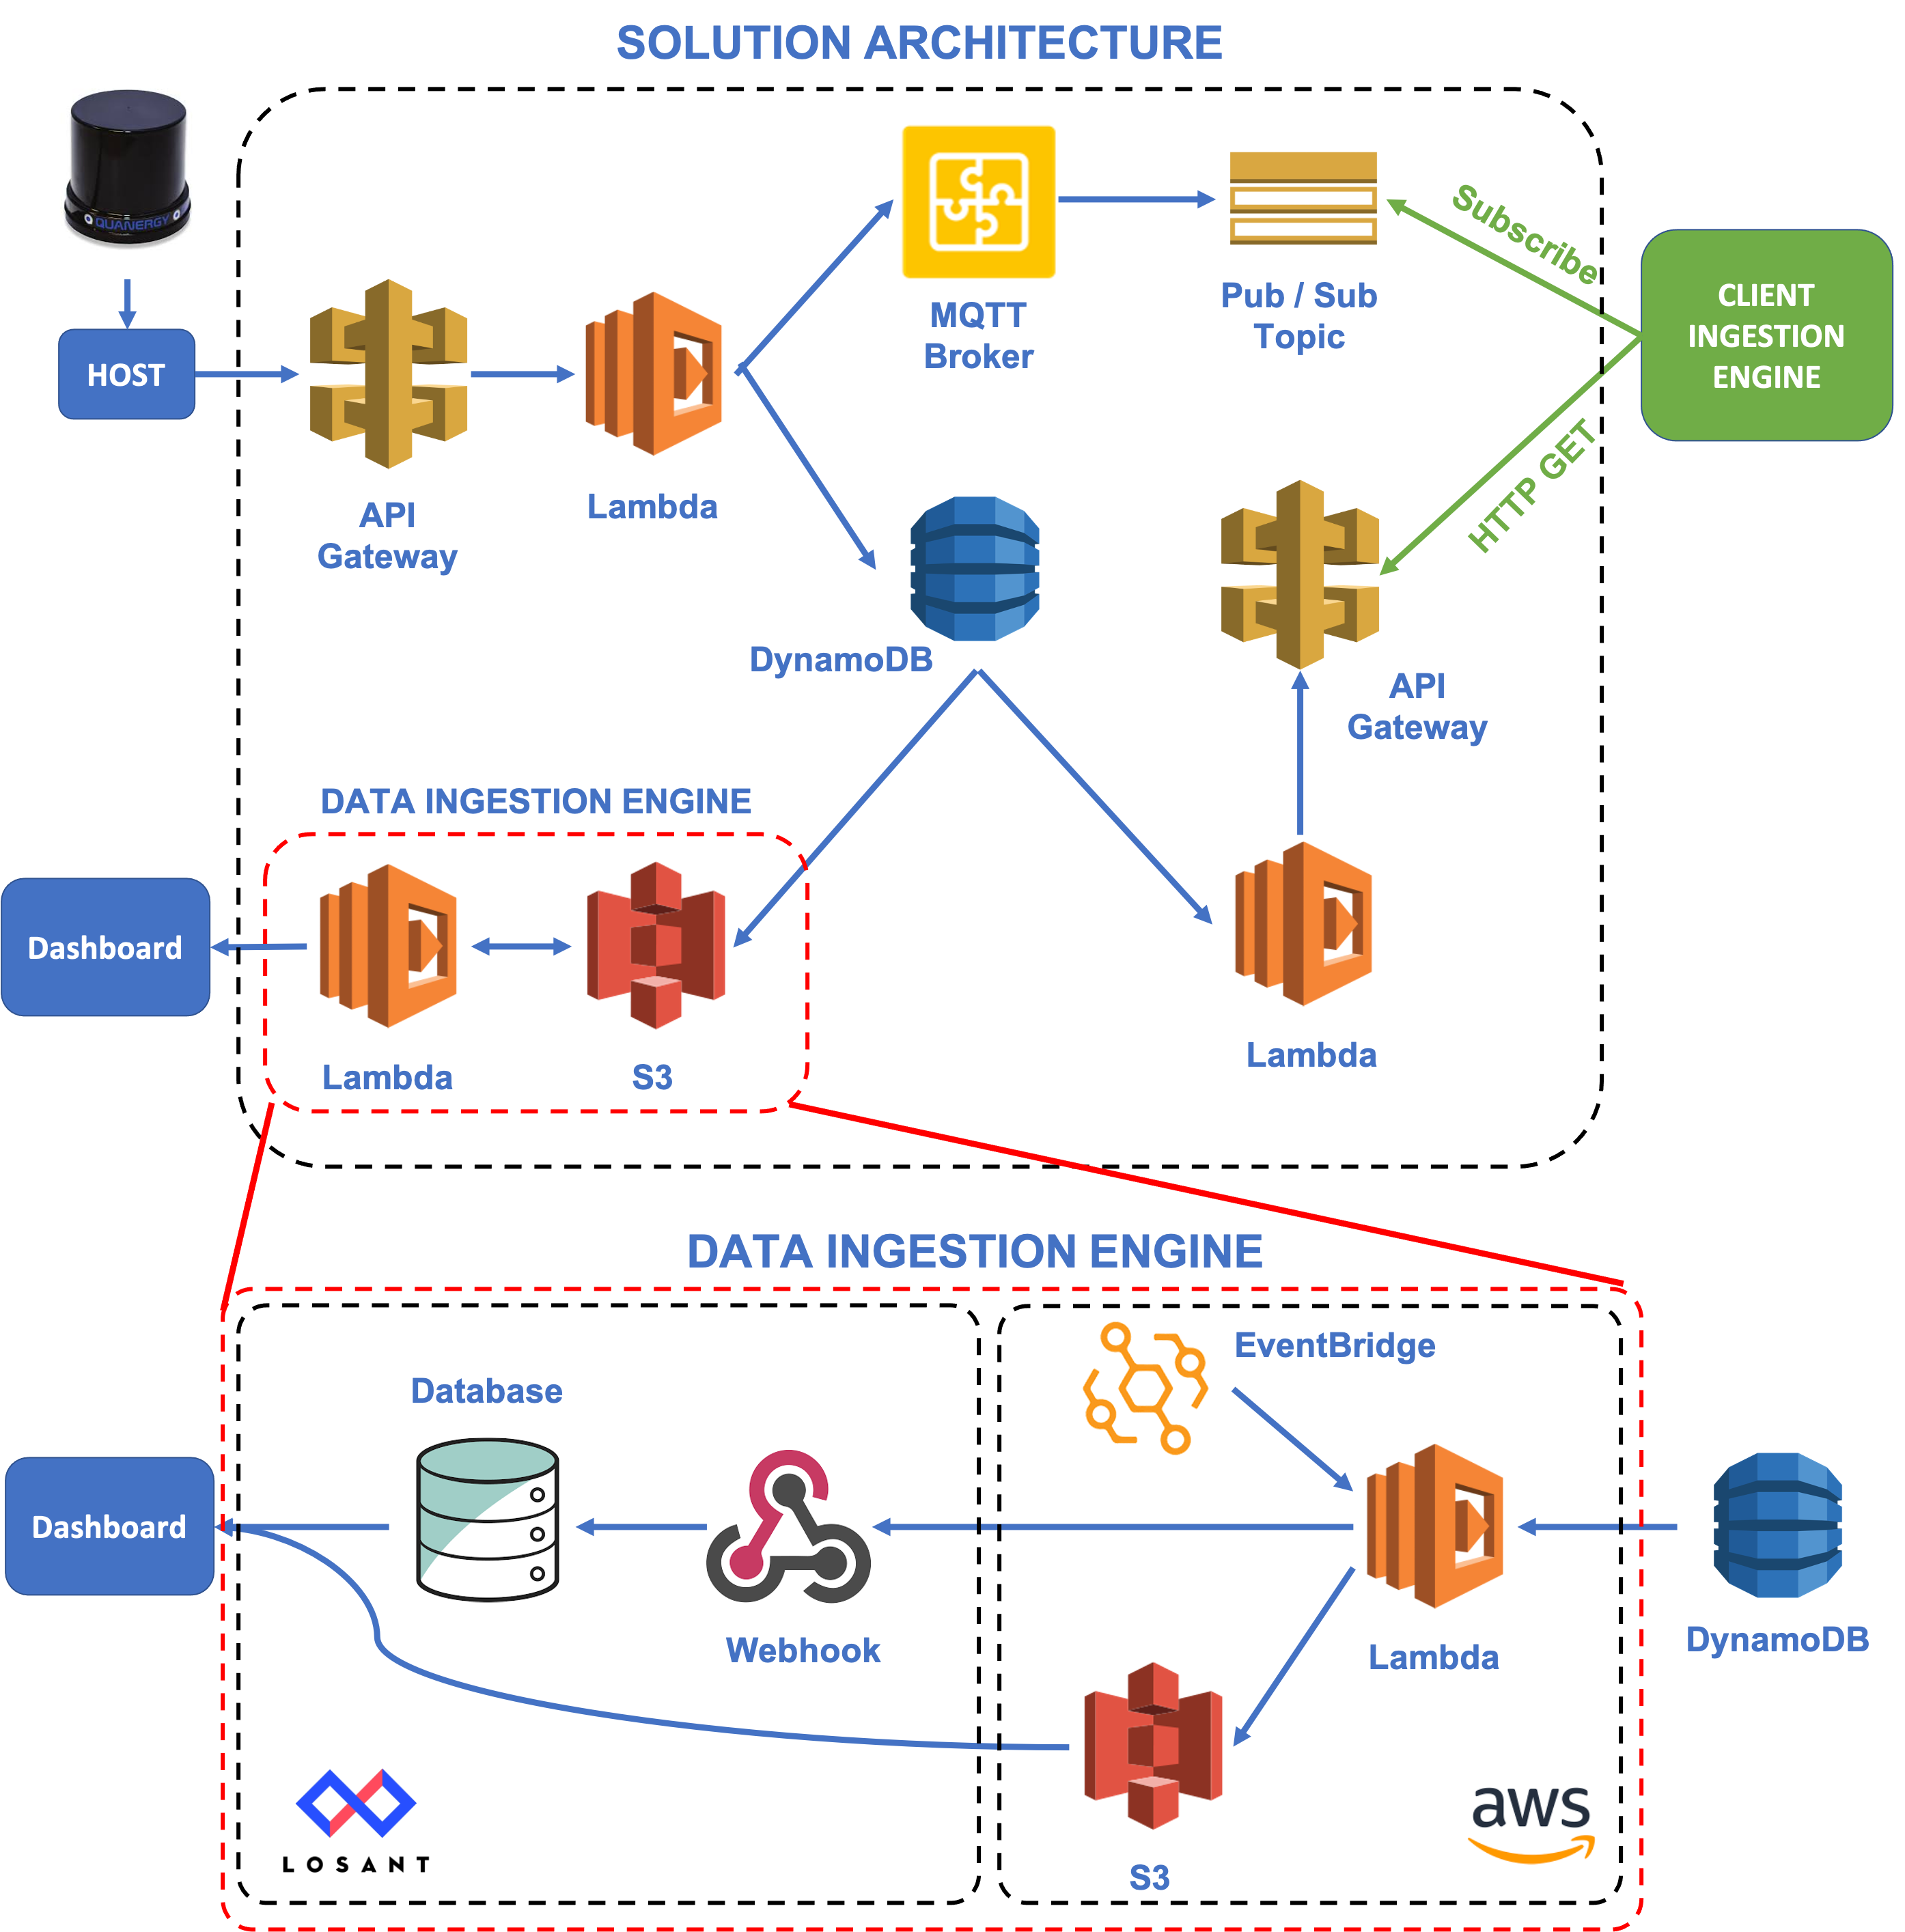 SOLUTION ARCHITECTURE
QUANERGY
HOST
API
Gateway
Lambda
MQTT
Broker
Pub / Sub
Topic
Subscribe
HTTP GET
CLIENT
INGESTION
ENGINE
DynamoDB
API
Gateway
DATA INGESTION ENGINE
Dashboard
Lambda
S3
Lambda
DATA INGESTION ENGINE
EventBridge
Database
Dashboard
Webhook
Lambda
DynamoDB
S3
LOSANT
aws